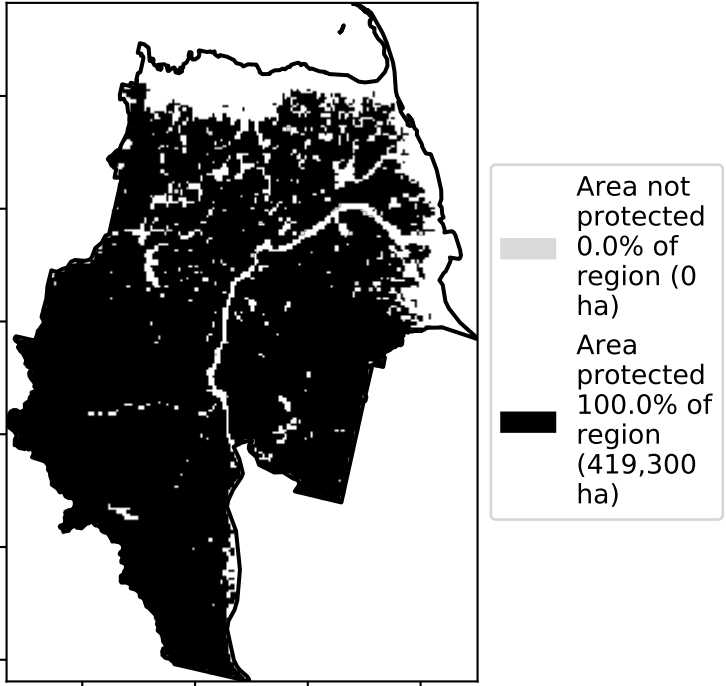 Area not
protected
0.0% of
region (0
ha)
Area
protected
100.0% of
region
(419,300
ha)